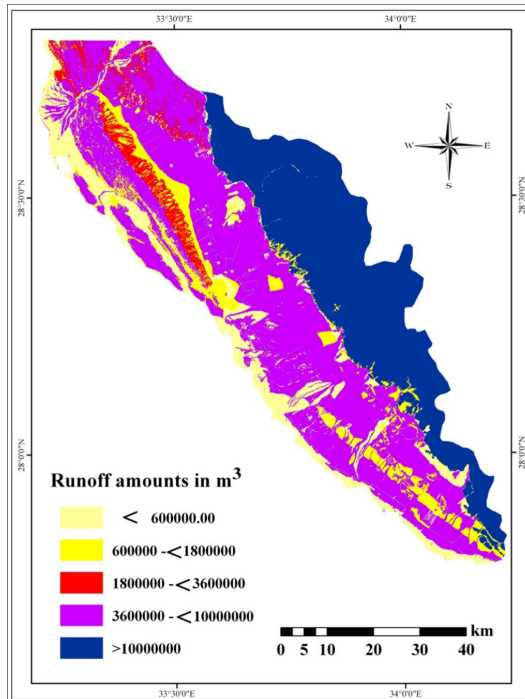 33°30'0"E 34°0'0"E
N
W E
S
28°30'0"N 28°30'0"N
28°0'0"N 28°0'0"N
Runoff amounts in m³
< 600000.00
600000 -< 1800000
1800000 -< 3600000
3600000 -< 10000000
>10000000
km
0 5 10 20 30 40
33°30'0"E 34°0'0"E